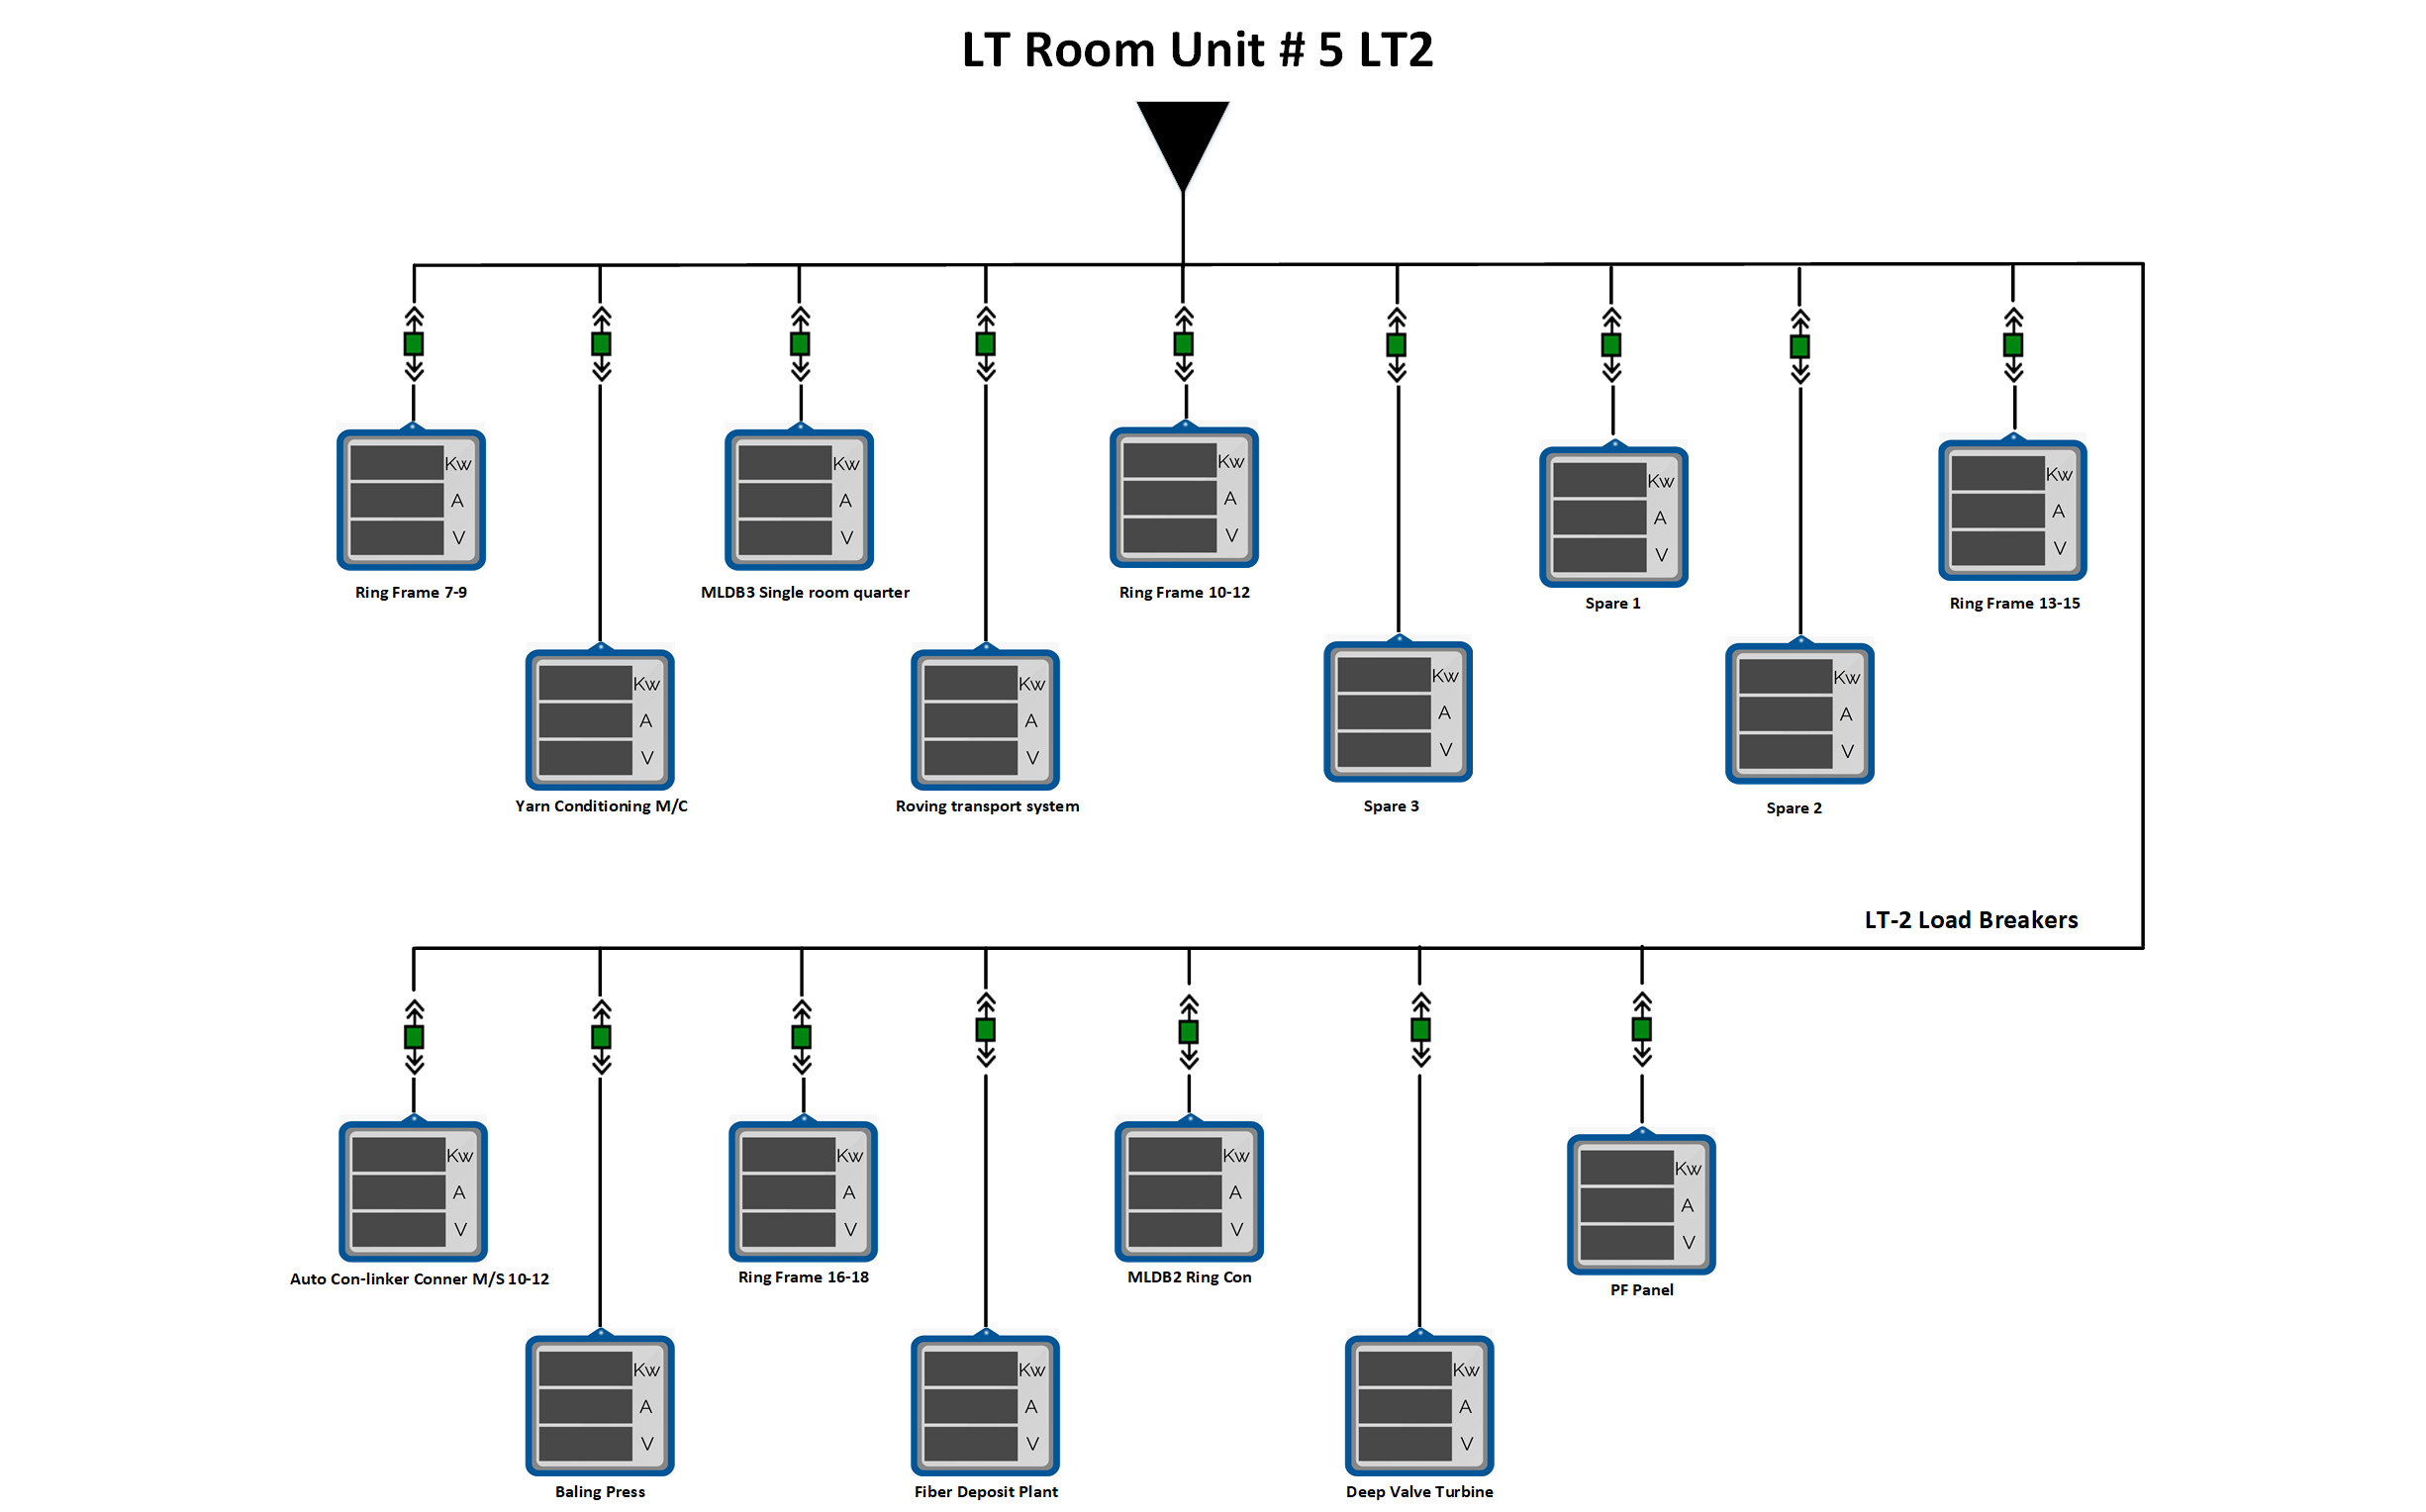 LT Room Unit # 5 LT2
Kw
A
V
Ring Frame 7-9
Kw
A
V
MLDB3 Single room quarter
Kw
A
V
Ring Frame 10-12
Kw
A
V
Spare 1
Kw
A
V
Ring Frame 13-15
Kw
A
V
Yarn Conditioning M/C
Kw
A
V
Roving transport system
Kw
A
V
Spare 3
Kw
A
V
Spare 2
LT-2 Load Breakers
Kw
A
V
Auto Con-linker Conner M/S 10-12
Kw
A
V
Ring Frame 16-18
Kw
A
V
MLDB2 Ring Con
Kw
A
V
PF Panel
Kw
A
V
Baling Press
Kw
A
V
Fiber Deposit Plant
Kw
A
V
Deep Valve Turbine